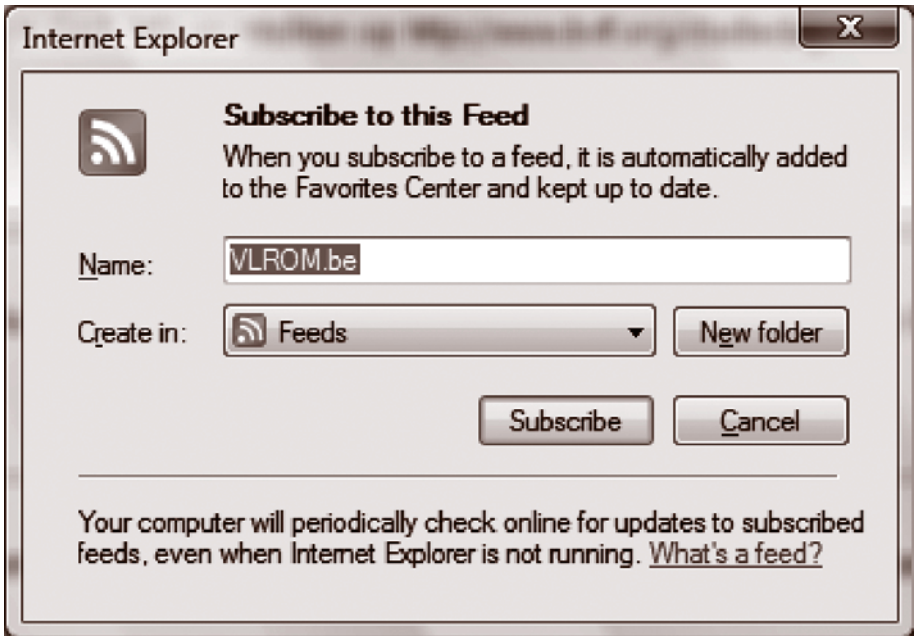 Internet Explorer
Subscribe to this Feed
When you subscribe to a feed, it is automatically added
to the Favorites Center and kept up to date.
Name: VLROM.be
Create in: Feeds New folder
Subscribe Cancel
Your computer will periodically check online for updates to subscribed
feeds, even when Internet Explorer is not running. What's a feed?